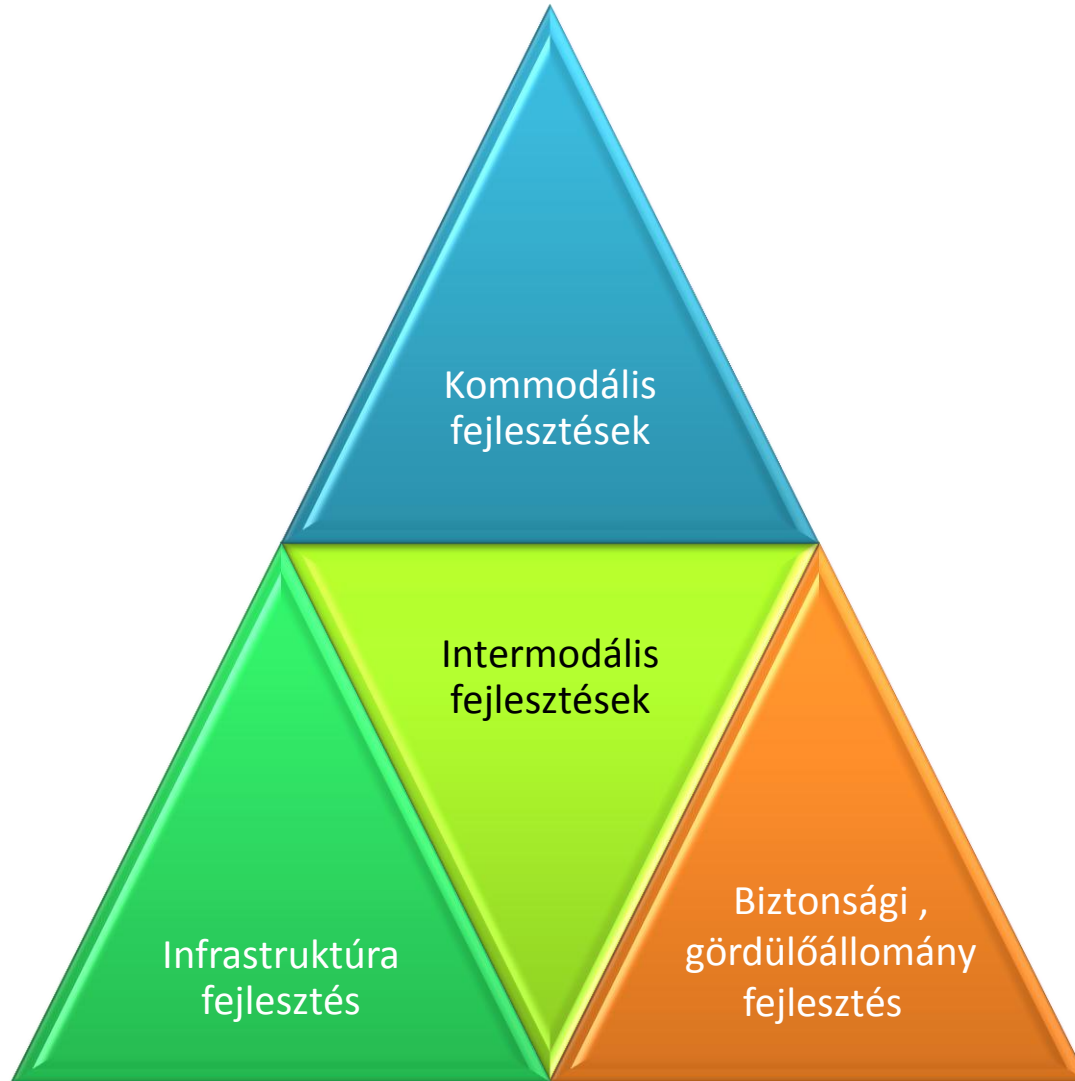 Kommodális
fejlesztések
Intermodális
fejlesztések
Infrastruktúra
fejlesztés
Biztonsági ,
gördülőállomány
fejlesztés